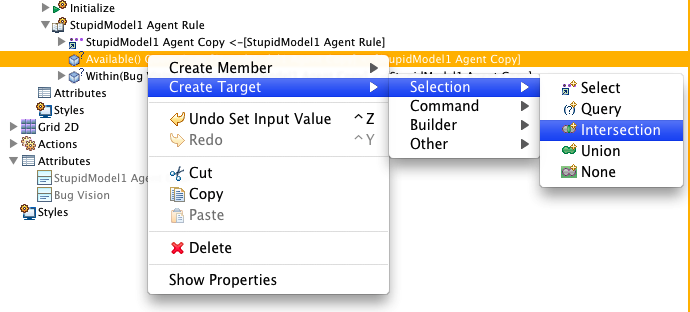 Initialize
StupidModel1 Agent Rule
StupidModel1 Agent Copy <-[StupidModel1 Agent Rule]
Available() StupidModel1 Agent Copy]
Within(Bug
Attributes
Styles
Grid 2D
Actions
Attributes
StupidModel1
Bug Vision
Styles
Create Member
Create Target
Undo Set Input Value ^Z
Redo ^Y
Cut
Copy
Paste
Delete
Show Properties
Selection
Command
Builder
Other
Select
Query
Intersection
Union
None